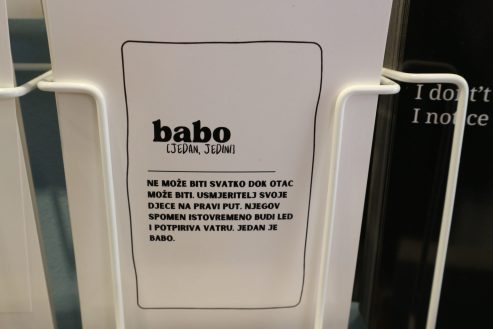 babo
[JEDAN, JEDINI]
NE MOŽE BITI SVATKO DOK OTAC
MOŽE BITI. USMJERITELJ SVOJE
DJECE NA PRAVI PUT. NJEGOV
SPOMEN ISTOVREMENO BUDI LED
I POTPIRIVA VATRU. JEDAN JE
BABO.
I don't
I notice